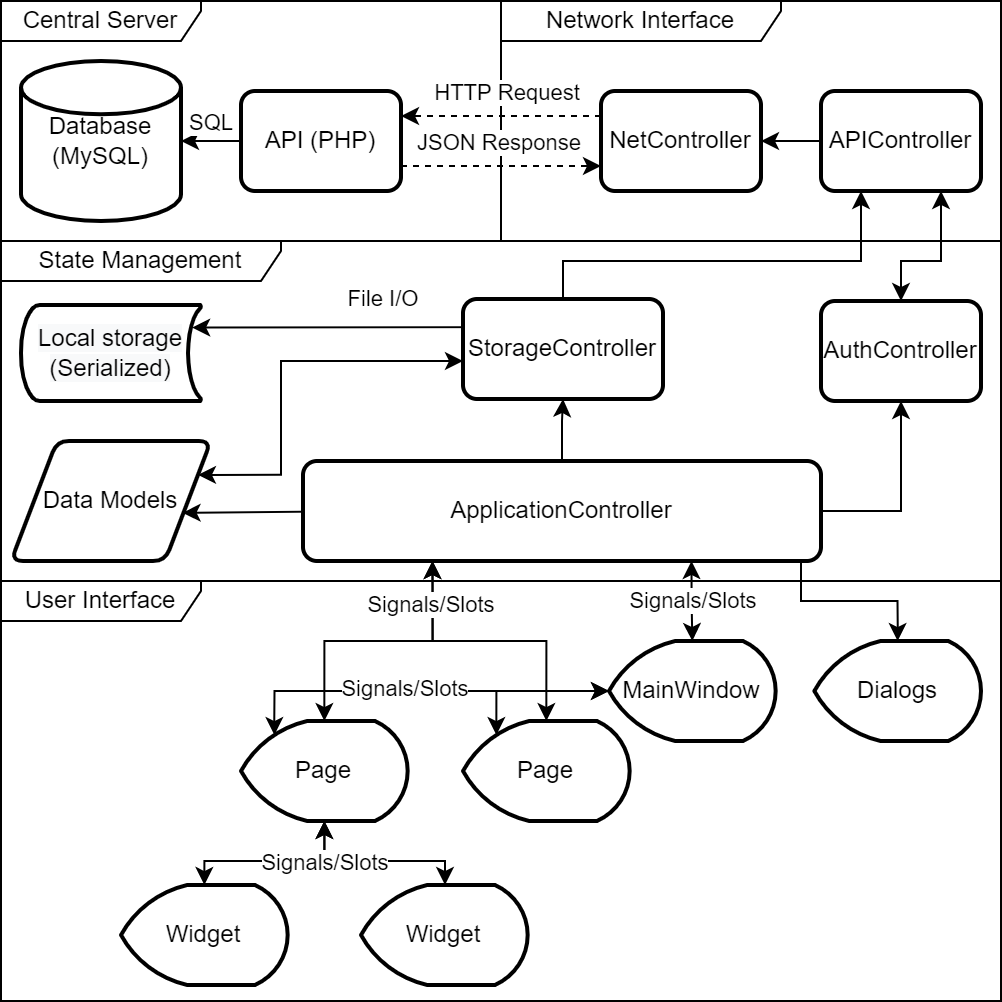 Central Server
Network Interface
HTTP Request
Database
(MySQL)
SQL
API (PHP)
JSON Response
NetController
APIController
State Management
File I/O
Local storage
(Serialized)
StorageController
AuthController
Data Models
ApplicationController
User Interface
Signals/Slots
Signals/Slots
Signals/Slots
MainWindow
Dialogs
Page
Page
Signals/Slots
Widget
Widget